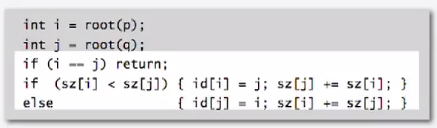 int i = root(p);
int j = root(q);
if (i == j) return;
if (sz[i] < sz[j]) { id[i] = j; sz[j] += sz[i]; }
else { id[j] = i; sz[i] += sz[j]; }